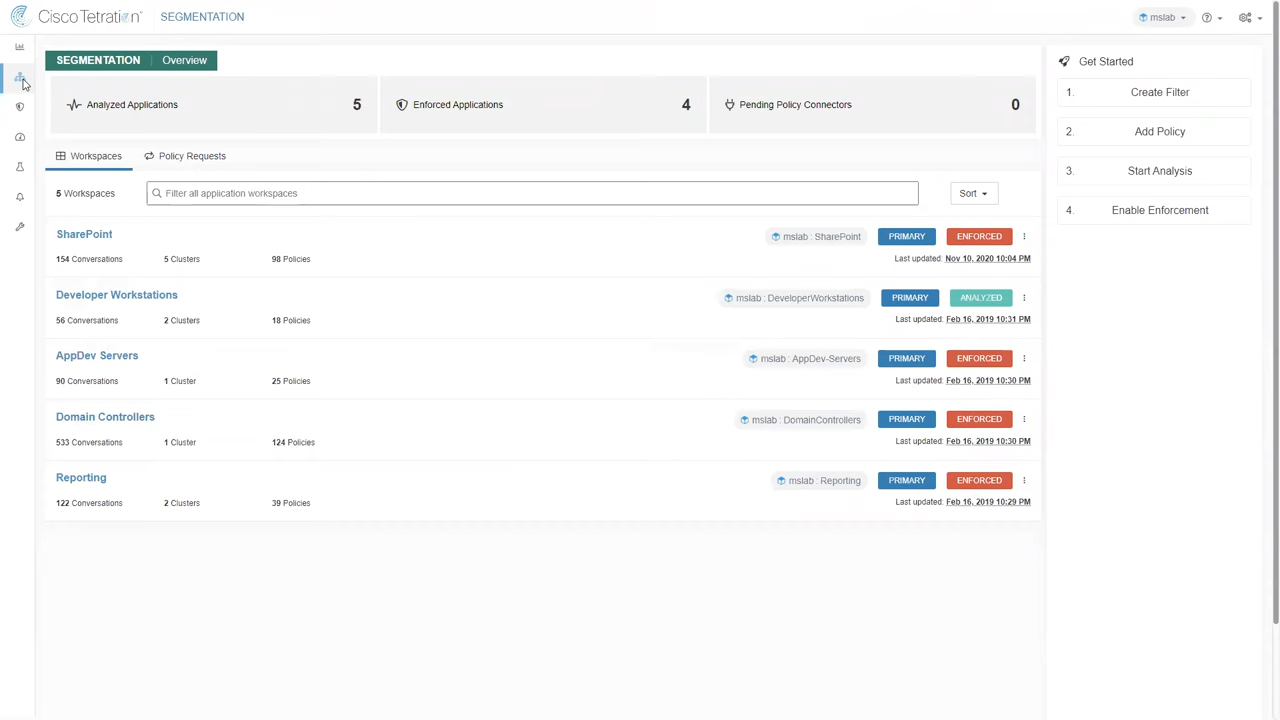 Cisco Tetration™ SEGMENTATION mslab
SEGMENTATION Overview
Analyzed Applications 5
Enforced Applications 4
Pending Policy Connectors 0
Workspaces Policy Requests
5 Workspaces Filter all application workspaces Sort
SharePoint mslab : SharePoint PRIMARY ENFORCED
154 Conversations 5 Clusters 98 Policies Last updated: Nov 10, 2020 10:04 PM
Developer Workstations mslab : DeveloperWorkstations PRIMARY ANALYZED
56 Conversations 2 Clusters 18 Policies Last updated: Feb 16, 2019 10:31 PM
AppDev Servers mslab : AppDev-Servers PRIMARY ENFORCED
90 Conversations 1 Cluster 25 Policies Last updated: Feb 16, 2019 10:30 PM
Domain Controllers mslab : DomainControllers PRIMARY ENFORCED
533 Conversations 1 Cluster 124 Policies Last updated: Feb 16, 2019 10:30 PM
Reporting mslab : Reporting PRIMARY ENFORCED
122 Conversations 2 Clusters 39 Policies Last updated: Feb 16, 2019 10:29 PM
Get Started
1. Create Filter
2. Add Policy
3. Start Analysis
4. Enable Enforcement